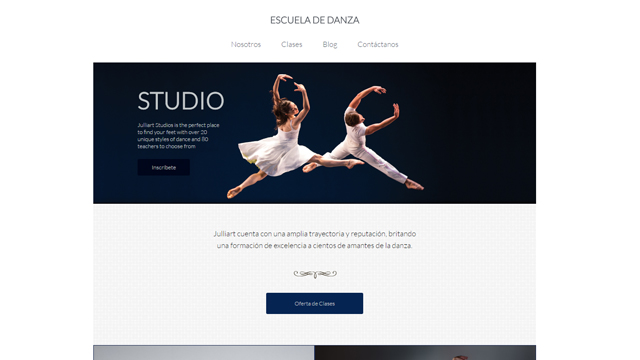 ESCUELA DE DANZA
Nosotros Clases Blog Contáctanos
STUDIO
Julliart Studios is the perfect place
to find your feet with over 20
unique styles of dance and 80
teachers to choose from
Inscríbete
Julliart cuenta con una amplia trayectoria y reputación, britando
una formación de excelencia a cientos de amantes de la danza.
Oferta de Clases